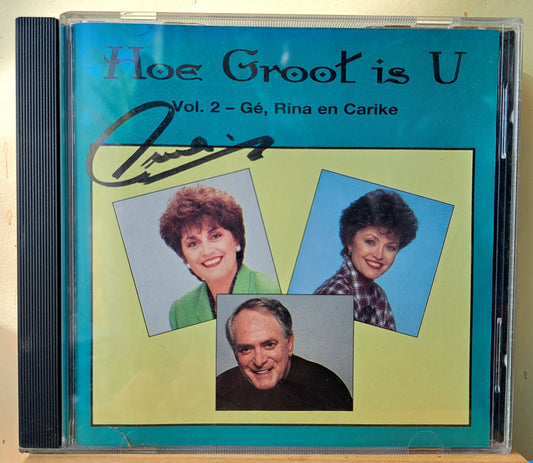 Hoe Groot is U
Vol. 2 – Gé, Rina en Carike